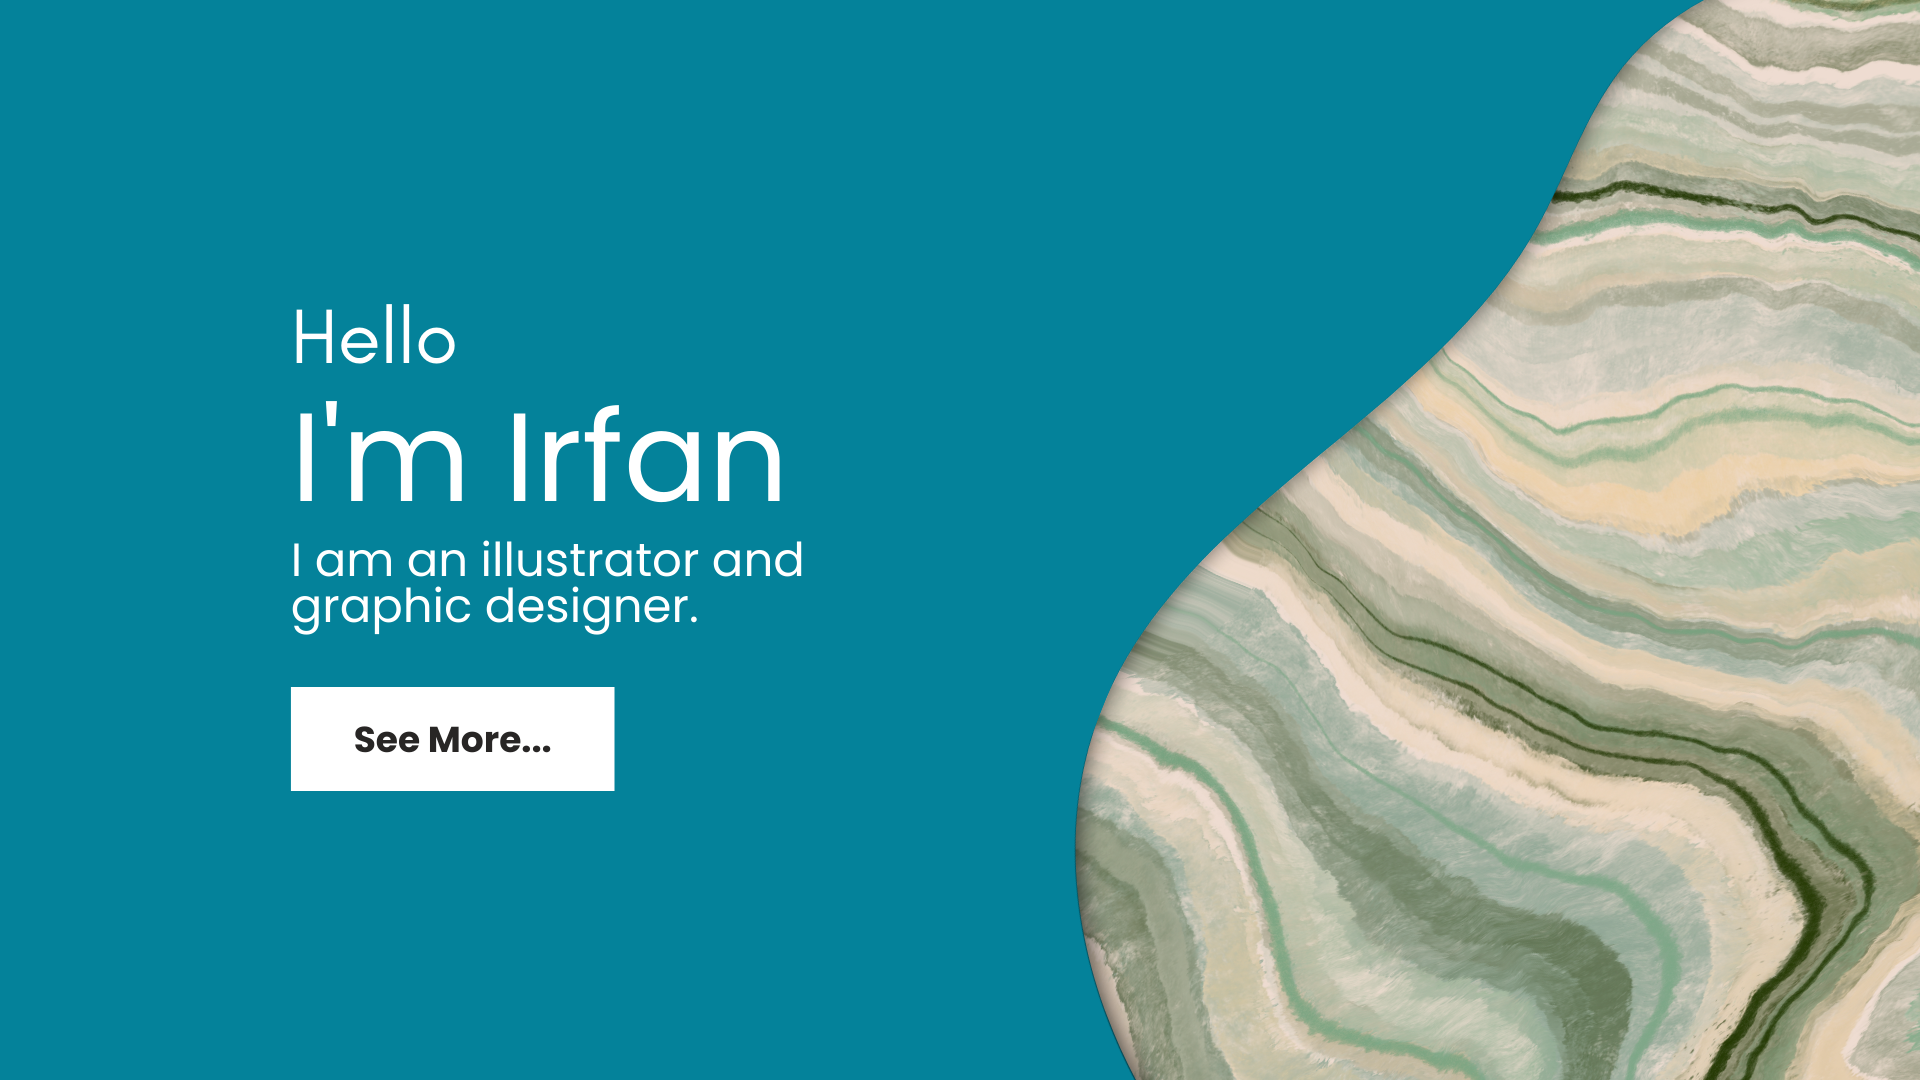 Hello
I'm Irfan
I am an illustrator and
graphic designer.
See More...